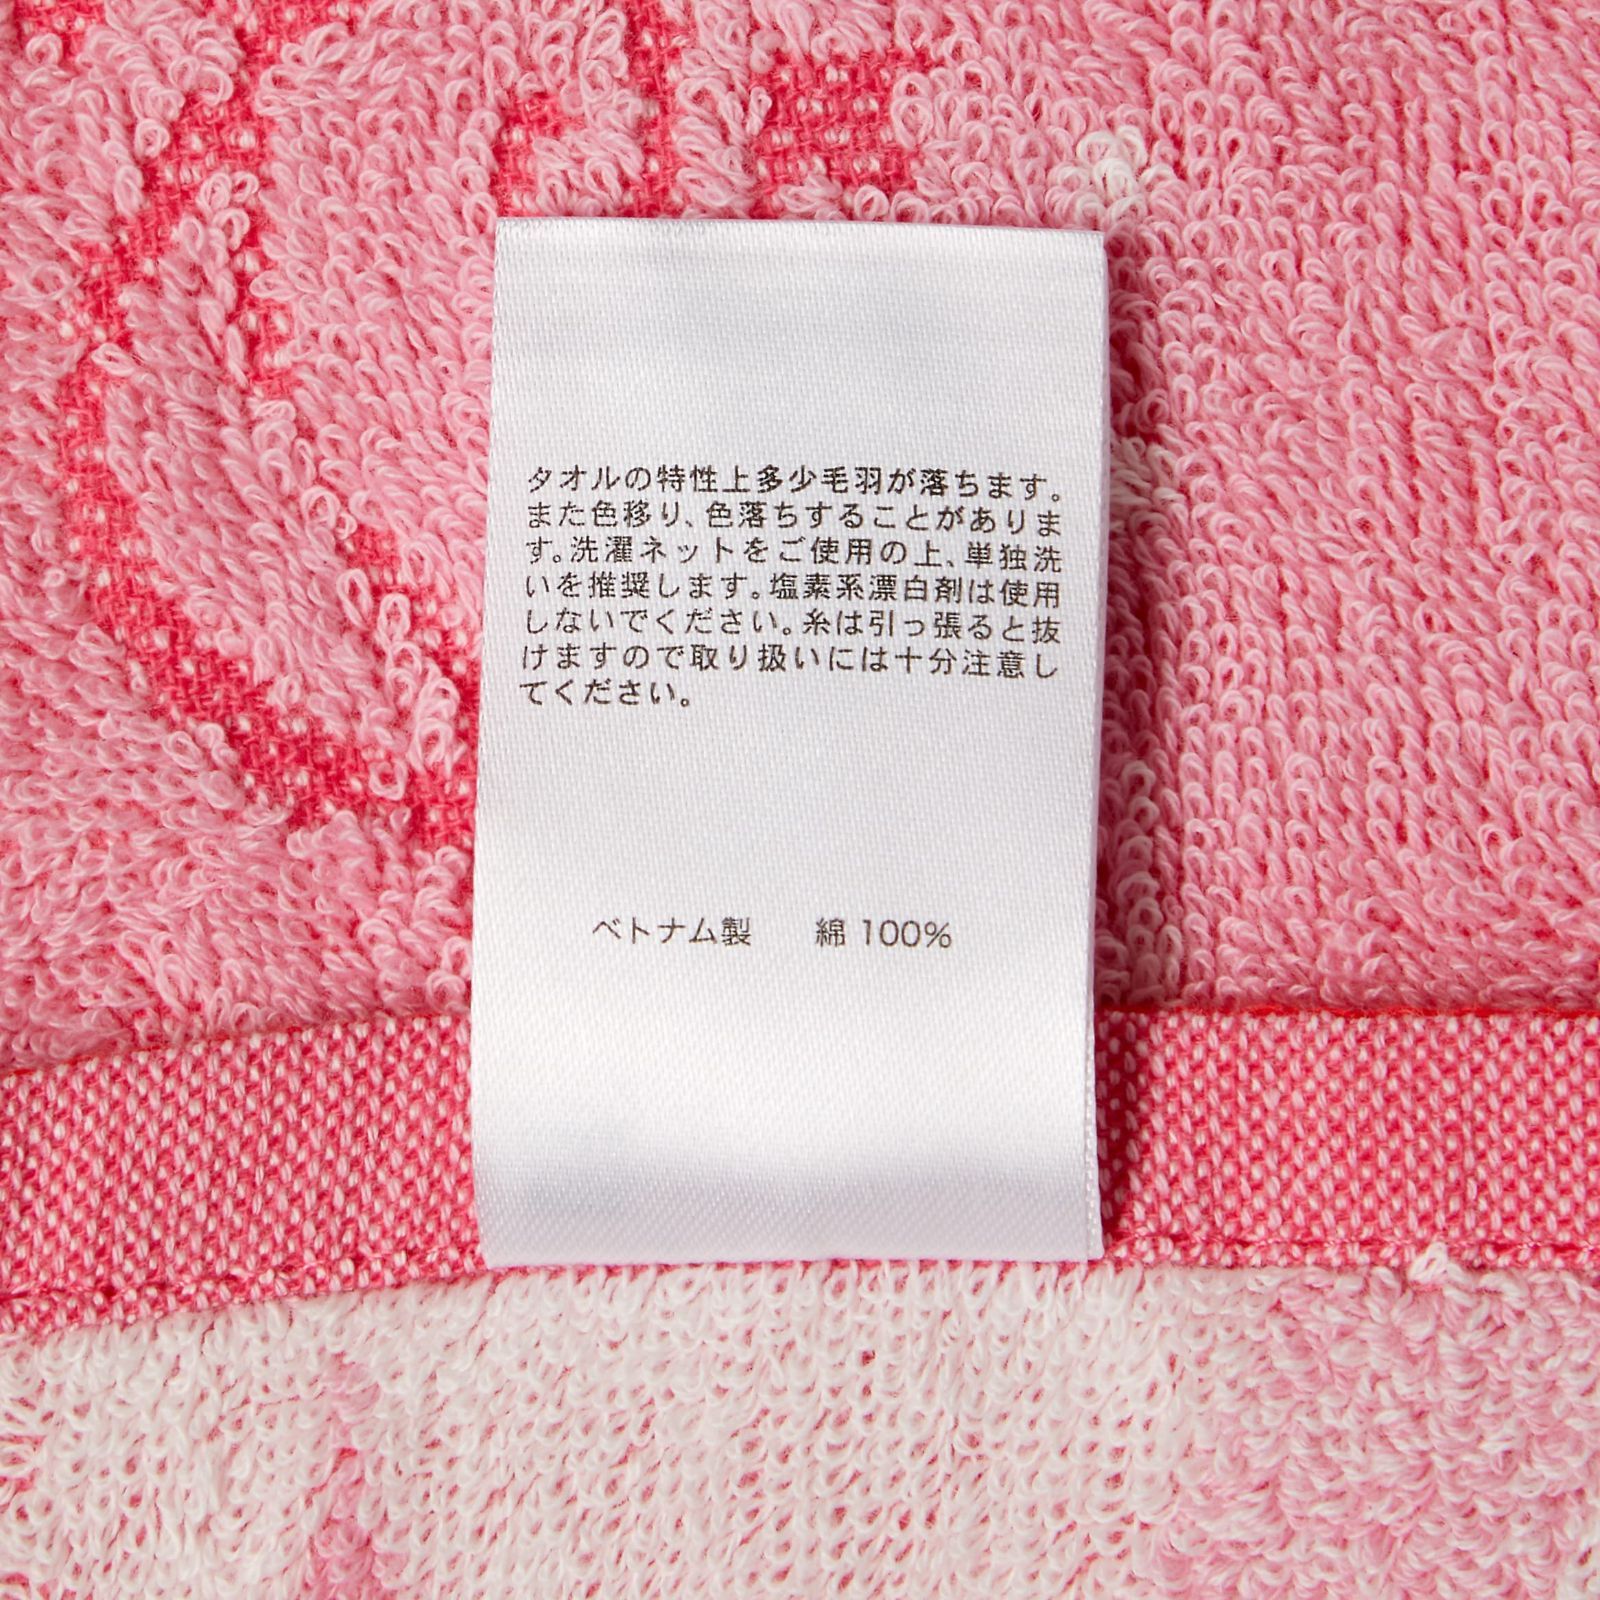 タオルの特性上多少毛羽が落ちます。
また色移り、色落ちすることがありま
す。洗濯ネットをご使用の上、単独洗
いを推奨します。塩素系漂白剤は使用
しないでください。糸は引っ張ると抜
けますので取り扱いには十分注意し
てください。
ベトナム製 綿 100%